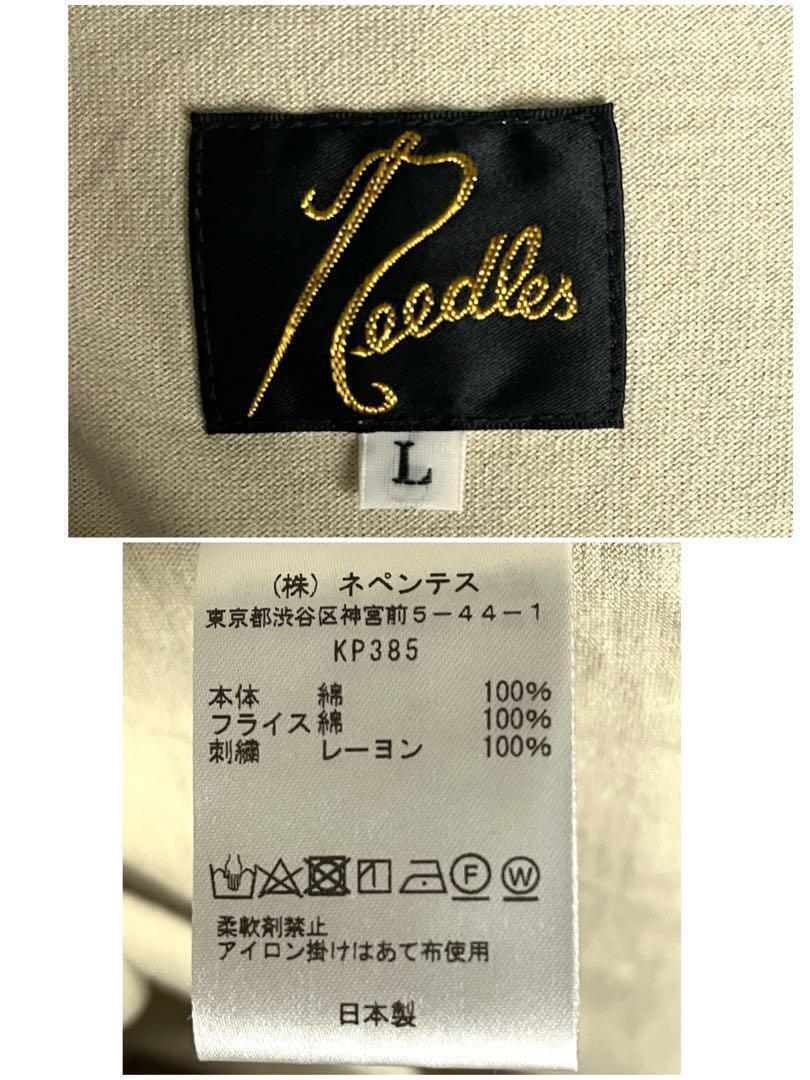 Needles
L
(株) ネペンテス
東京都渋谷区神宮前5-44-1
KP385
本体 綿 100%
フライス 綿 100%
刺繍 レーヨン 100%
F W
柔軟剤禁止
アイロン掛けはあて布使用
日本製